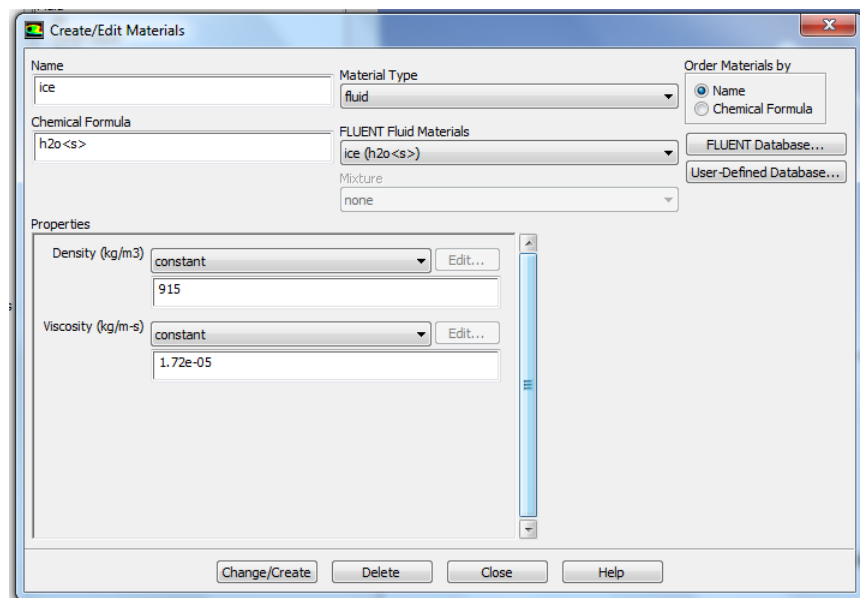 Create/Edit Materials
Name
ice
Material Type
fluid
Order Materials by
Name
Chemical Formula
Chemical Formula
h2o<s>
FLUENT Fluid Materials
ice (h2o<s>)
FLUENT Database...
User-Defined Database...
Mixture
none
Properties
Density (kg/m3)
constant
Edit...
915
Viscosity (kg/m-s)
constant
Edit...
1.72e-05
Change/Create
Delete
Close
Help